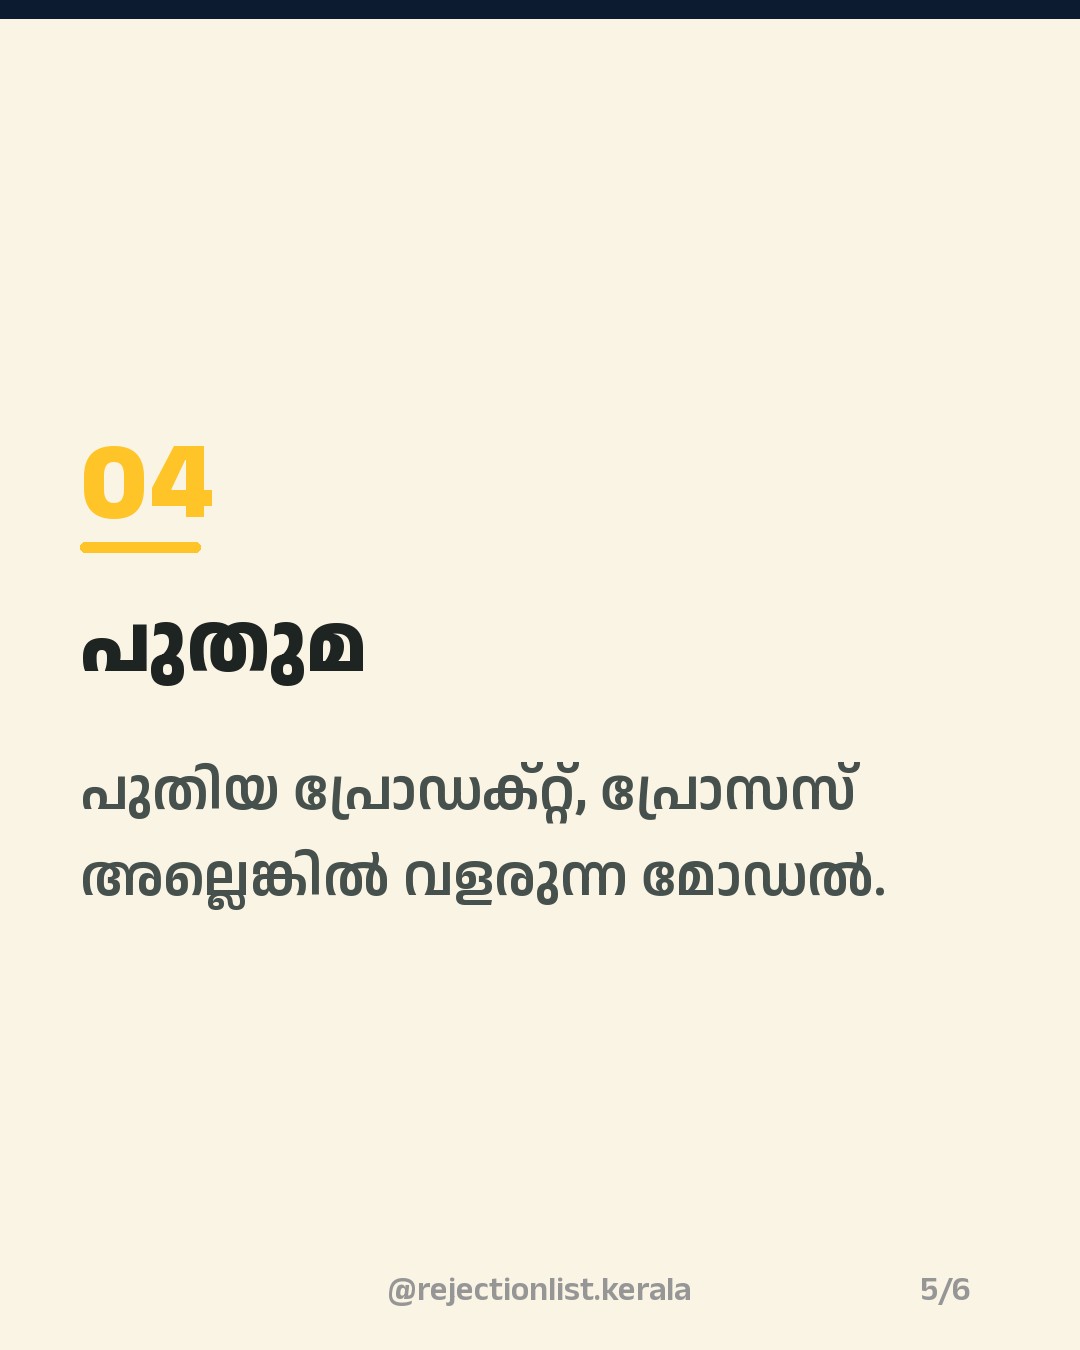 04
പുതുമ
പുതിയ പ്രോഡക്റ്റ്, പ്രോസസ്
അല്ലെങ്കിൽ വളരുന്ന മോഡൽ.
@rejectionlist.kerala
5/6